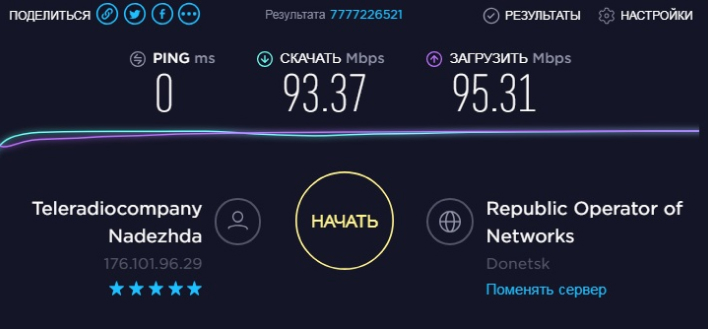 ПОДЕЛИТЬСЯ
Результата 7777226521
РЕЗУЛЬТАТЫ
НАСТРОЙКИ
PING ms
0
СКАЧАТЬ Mbps
93.37
ЗАГРУЗИТЬ Mbps
95.31
Teleradiocompany
Nadezhda
176.101.96.29
НАЧАТЬ
Republic Operator of
Networks
Donetsk
Поменять сервер